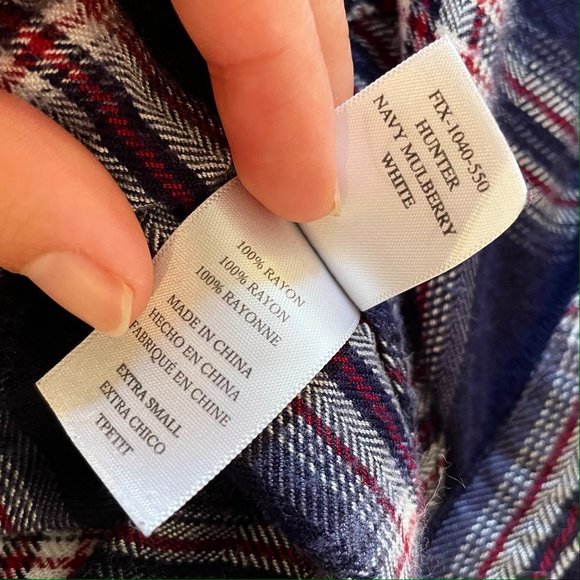 FIX-1040-550
HUNTER
NAVY MULBERRY
WHITE
100% RAYON
100% RAYON
100% RAYONNE
MADE IN CHINA
HECHO EN CHINA
FABRIQUÉ EN CHINE
EXTRA SMALL
EXTRA CHICO
TPETIT